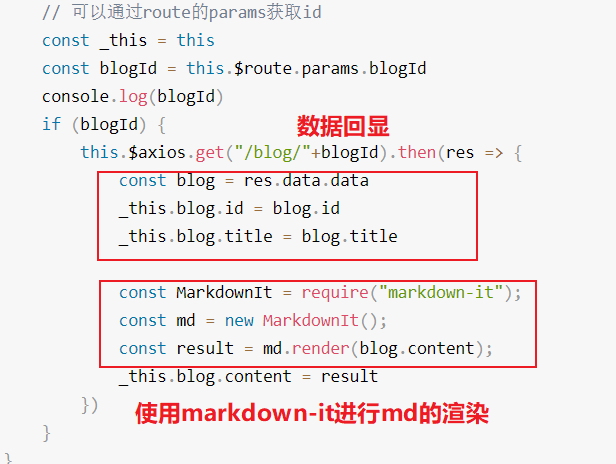 // 可以通过route的params获取id
const _this = this
const blogId = this.$route.params.blogId
console.log(blogId)
if (blogId) {
数据回显
this.$axios.get("/blog/"+blogId).then(res => {
const blog = res.data.data
_this.blog.id = blog.id
_this.blog.title = blog.title
const MarkdownIt = require("markdown-it");
const md = new MarkdownIt();
const result = md.render(blog.content);
_this.blog.content = result
})
使用markdown-it进行md的渲染
}
}